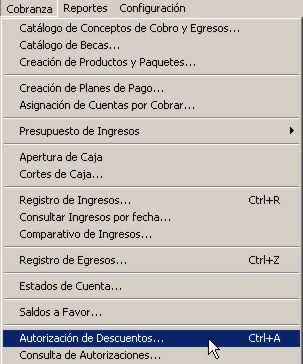 Cobranza Reportes Configuración
Catálogo de Conceptos de Cobro y Egresos...
Catálogo de Becas...
Creación de Productos y Paquetes...
Creación de Planes de Pago...
Asignación de Cuentas por Cobrar...
Presupuesto de Ingresos
Apertura de Caja
Cortes de Caja...
Registro de Ingresos... Ctrl+R
Consultar Ingresos por fecha...
Comparativo de Ingresos...
Registro de Egresos... Ctrl+Z
Estados de Cuenta...
Saldos a Favor...
Autorización de Descuentos... Ctrl+A
Consulta de Autorizaciones...